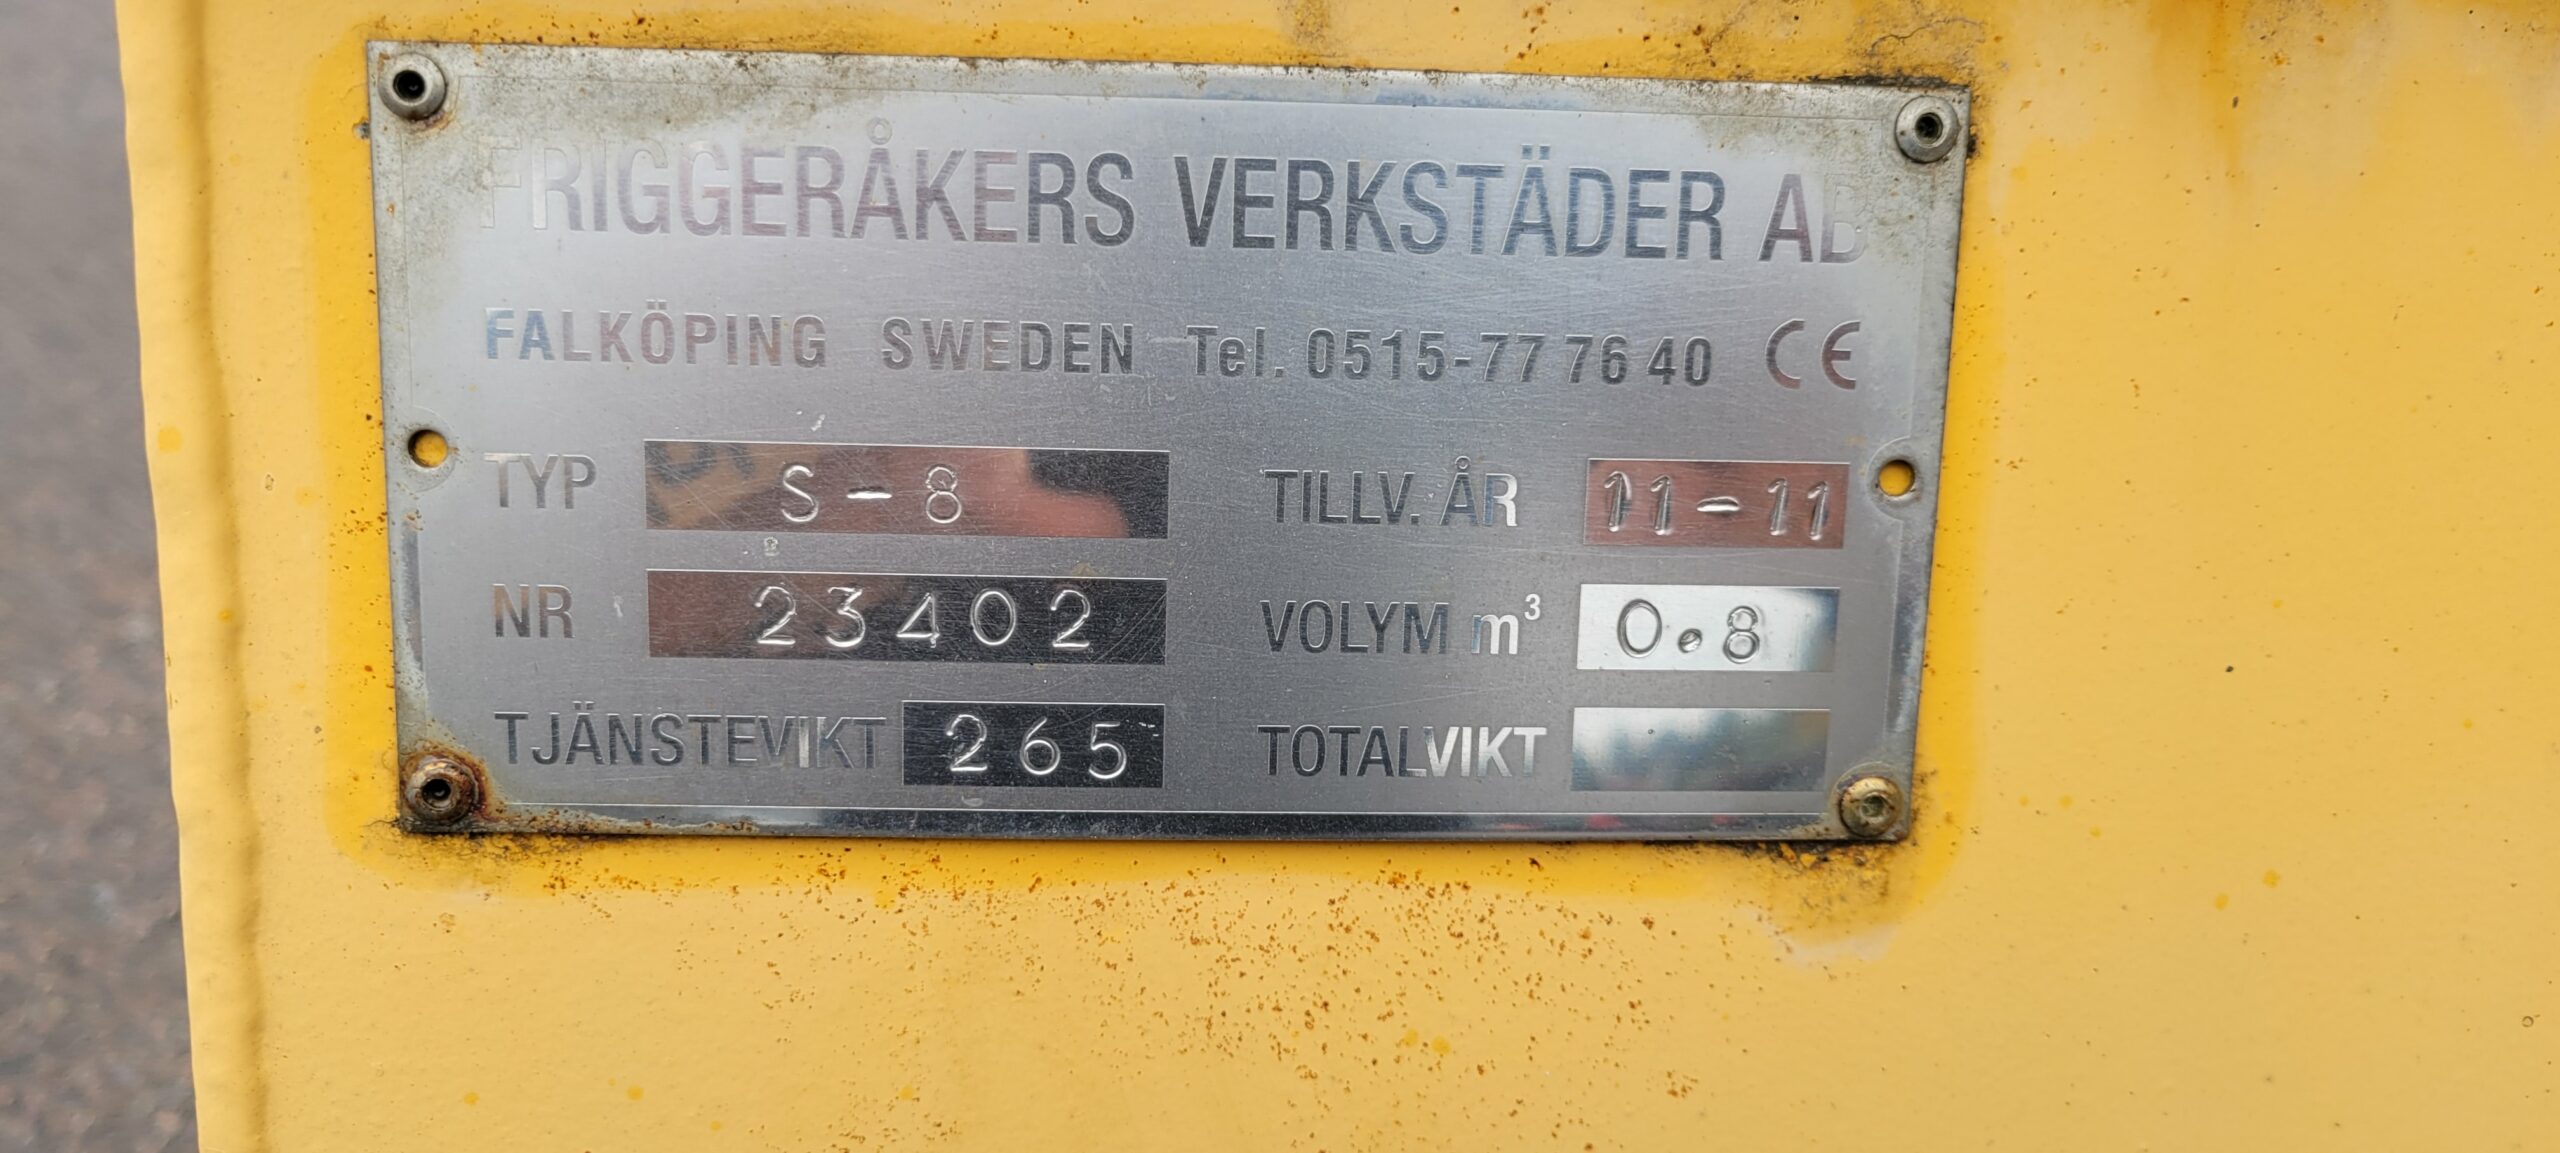 FRIGGERÅKERS VERKSTÄDER AB
FALKÖPING SWEDEN Tel. 0515-77 76 40 CE
TYP S-8 TILLV. ÅR 11-11
NR 23402 VOLYM m³ 0.8
TJÄNSTEVIKT 265 TOTALVIKT